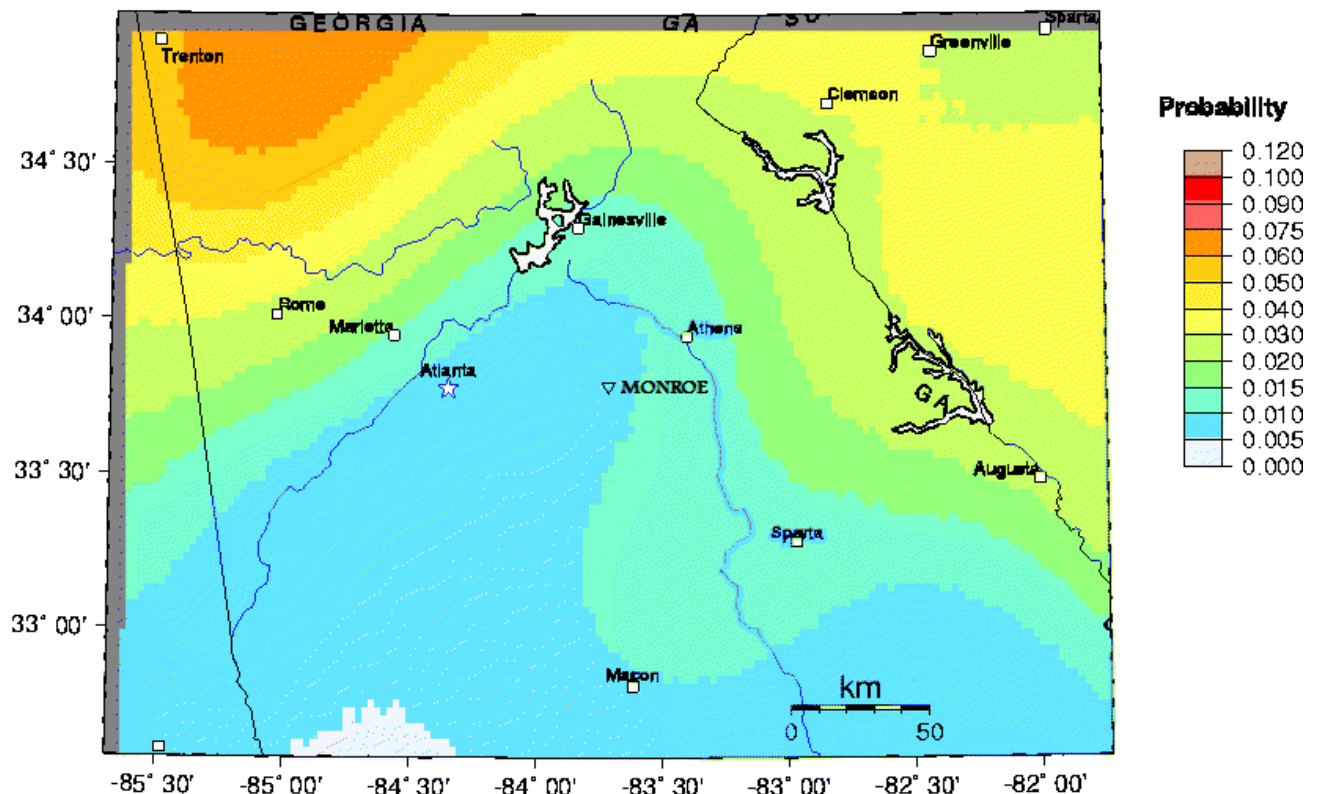 GEORGIA
GA
SO
Sparta
Trenton
Greenville
Clemson
Probability
34° 30'
0.120
0.100
0.090
0.075
0.060
0.050
0.040
0.030
0.020
0.015
0.010
0.005
0.000
Gainesville
34° 00'
Rome
Marietta
Athens
Atlanta
MONROE
GA
33° 30'
Augusta
Sparta
33° 00'
Macon
km
0
50
-85° 30'
-85° 00'
-84° 30'
-84° 00'
-83° 30'
-83° 00'
-82° 30'
-82° 00'